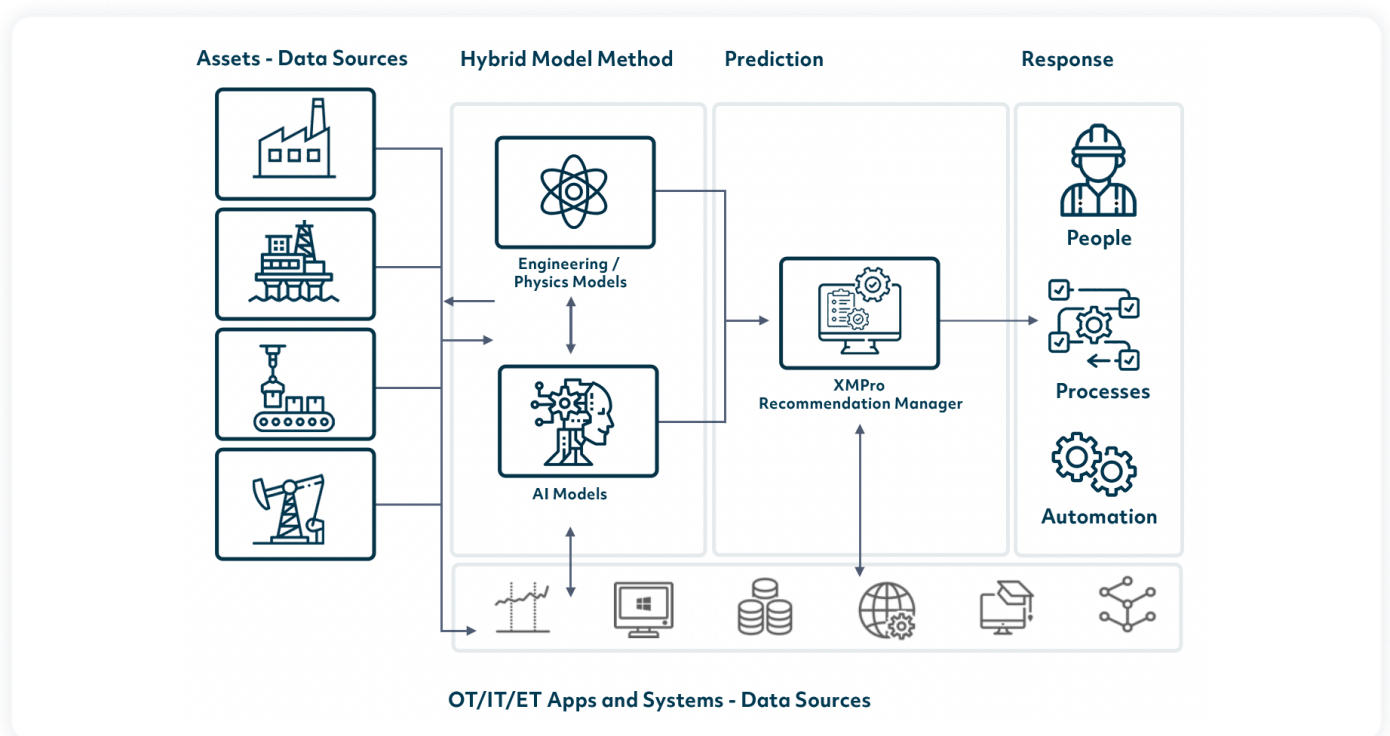 Assets - Data Sources
Hybrid Model Method
Prediction
Response
Engineering /
Physics Models
AI Models
XMPro
Recommendation Manager
People
Processes
Automation
OT/IT/ET Apps and Systems - Data Sources